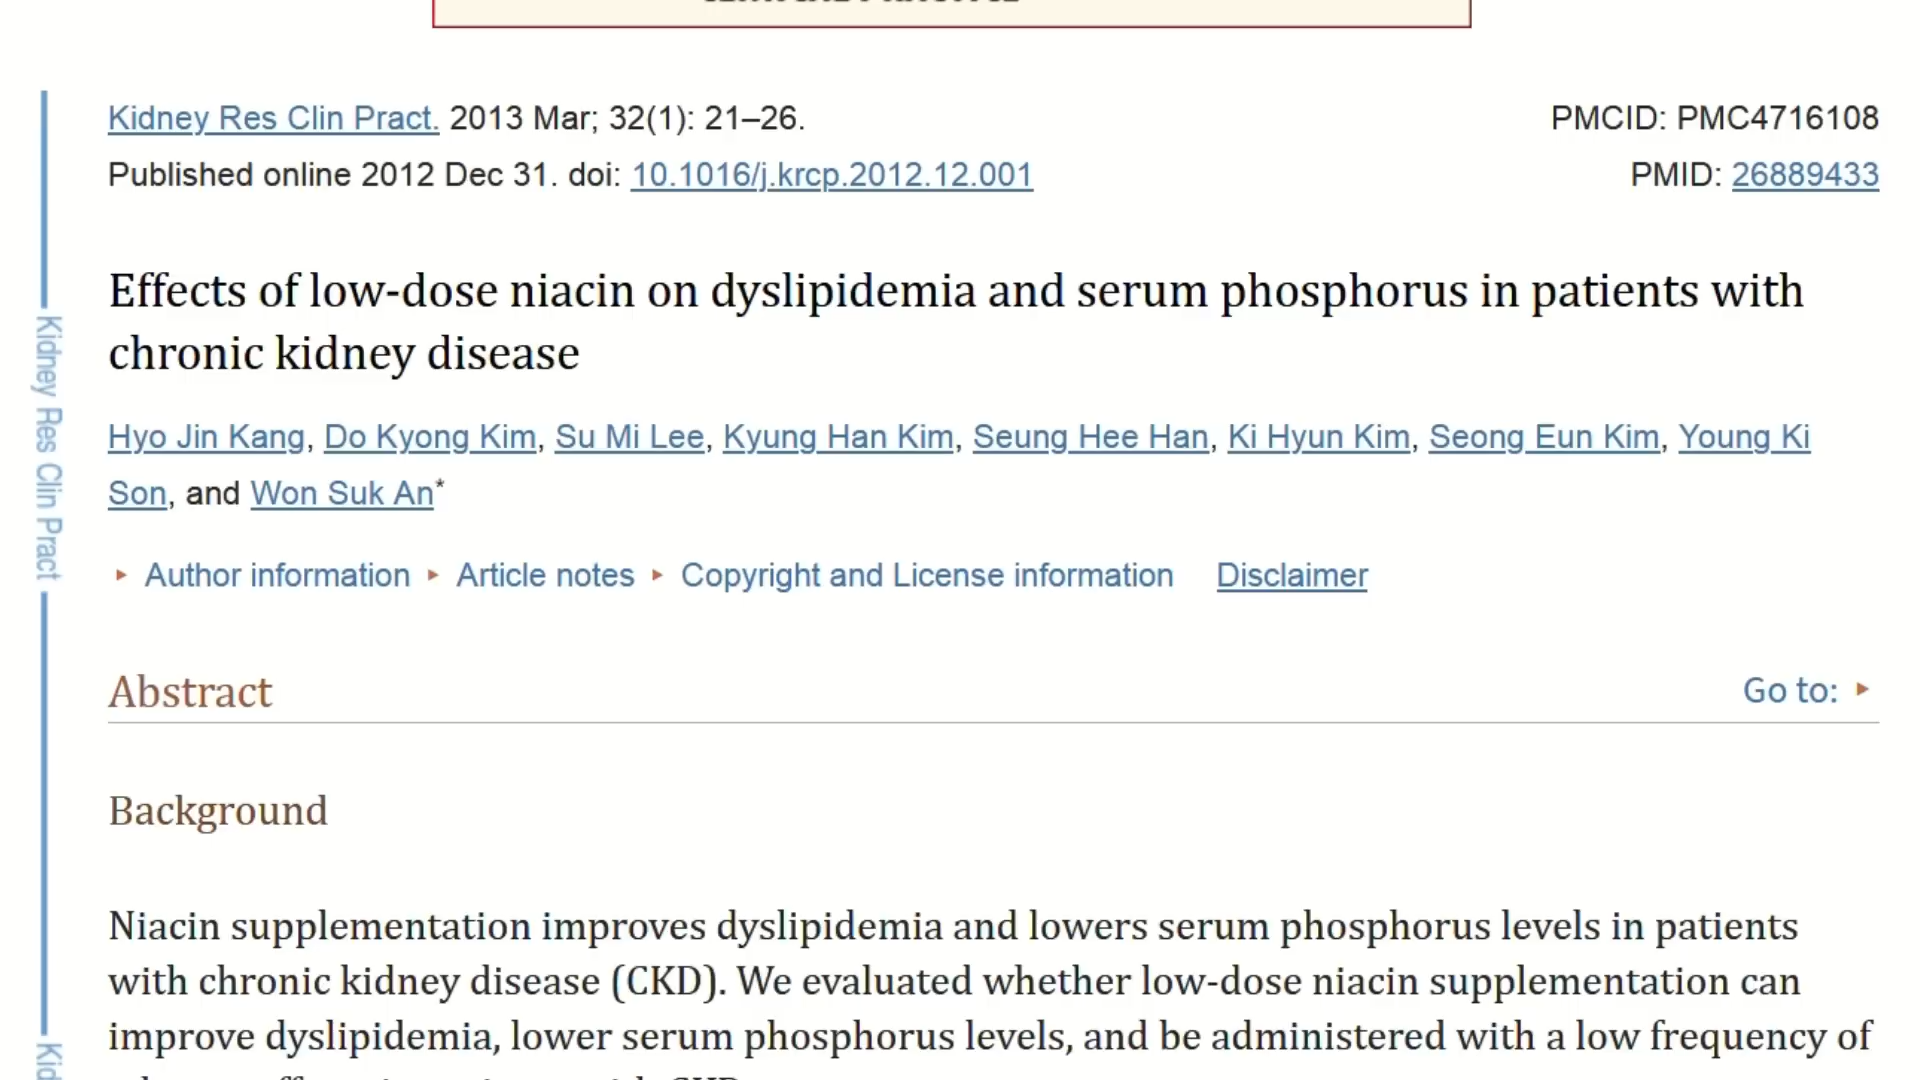 Kidney Res Clin Pract. 2013 Mar; 32(1): 21–26.
PMCID: PMC4716108
Published online 2012 Dec 31. doi: 10.1016/j.krcp.2012.12.001
PMID: 26889433
Effects of low-dose niacin on dyslipidemia and serum phosphorus in patients with
chronic kidney disease
Hyo Jin Kang, Do Kyong Kim, Su Mi Lee, Kyung Han Kim, Seung Hee Han, Ki Hyun Kim, Seong Eun Kim, Young Ki
Son, and Won Suk An*
Author information
Article notes
Copyright and License information
Disclaimer
Kidney Res Clin Pract
Abstract
Go to:
Background
Niacin supplementation improves dyslipidemia and lowers serum phosphorus levels in patients
with chronic kidney disease (CKD). We evaluated whether low-dose niacin supplementation can
improve dyslipidemia, lower serum phosphorus levels, and be administered with a low frequency of
Kid